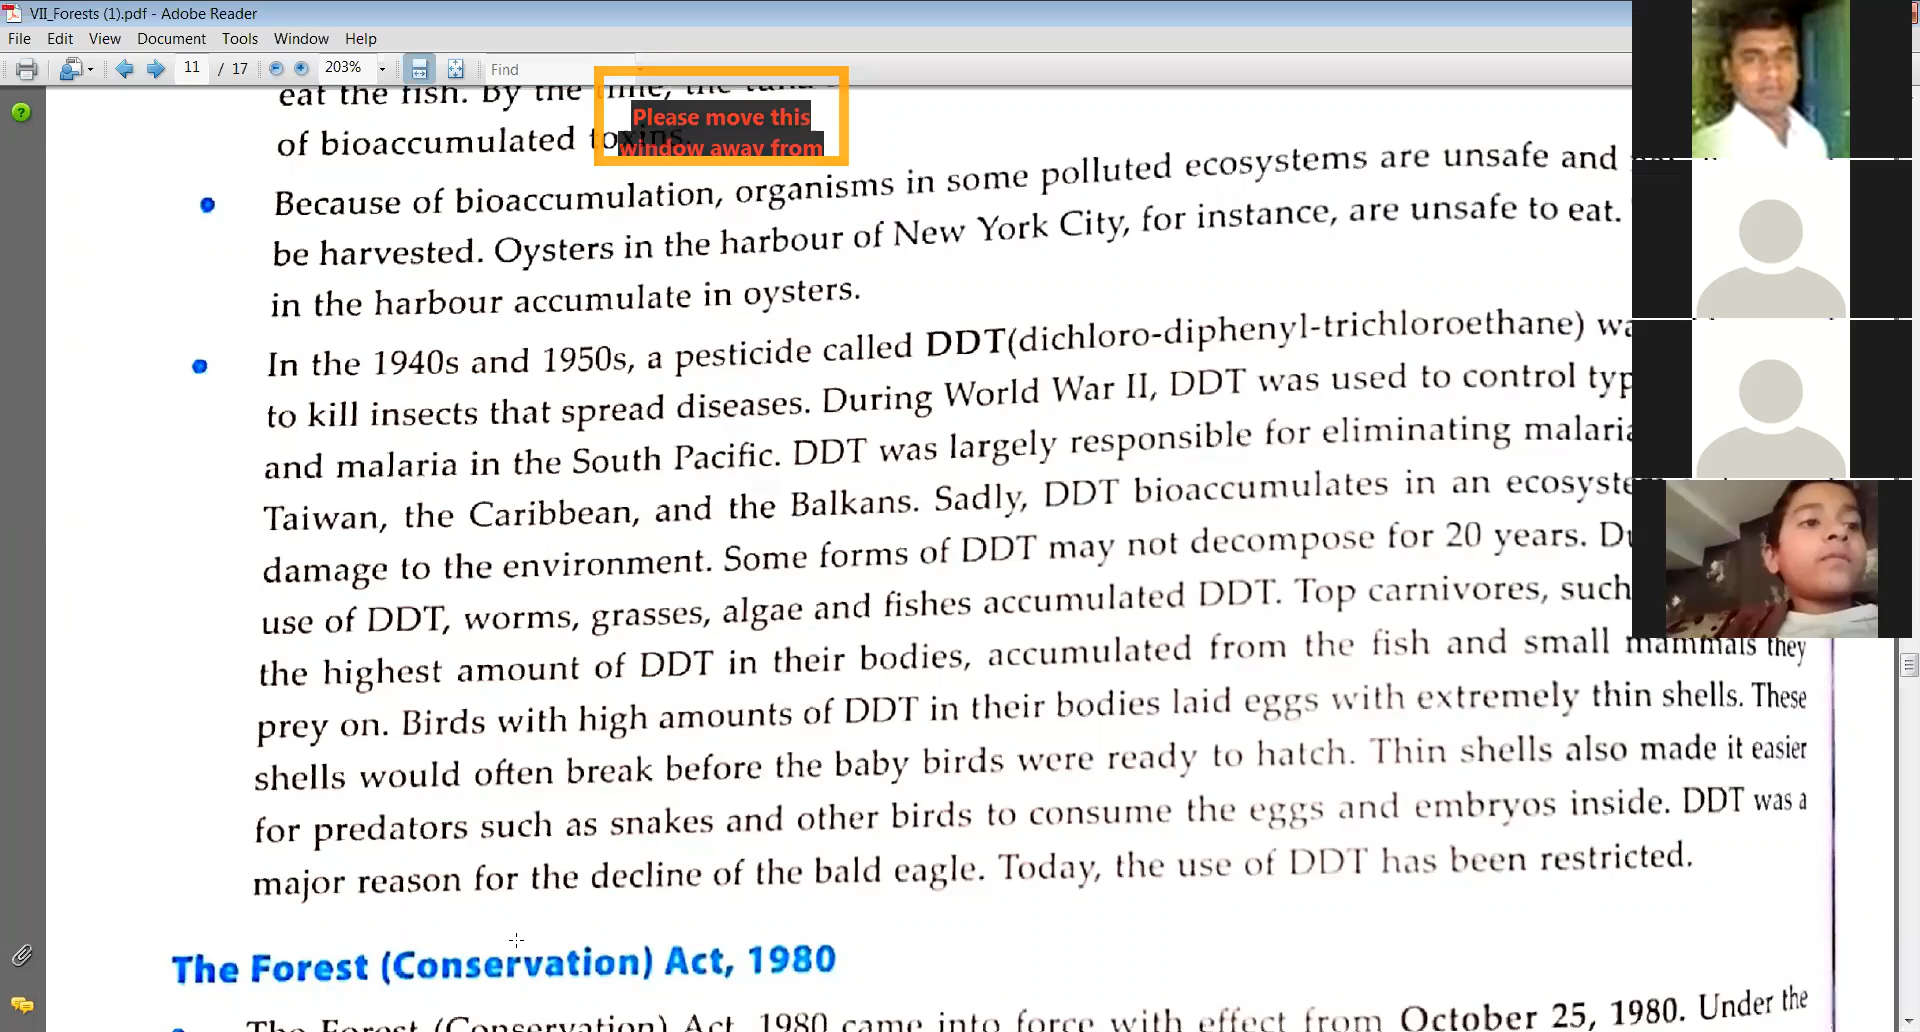 VII_Forests (1).pdf - Adobe Reader
File Edit View Document Tools Window Help
11 / 17 203% Find
eat the fish. By the time, the
Please move this
window away from
of bioaccumulated toxins.
Because of bioaccumulation, organisms in some polluted ecosystems are unsafe and
be harvested. Oysters in the harbour of New York City, for instance, are unsafe to eat.
in the harbour accumulate in oysters.
In the 1940s and 1950s, a pesticide called DDT(dichloro-diphenyl-trichloroethane)
to kill insects that spread diseases. During World War II, DDT was used to control
and malaria in the South Pacific. DDT was largely responsible for eliminating
Taiwan, the Caribbean, and the Balkans. Sadly, DDT bioaccumulates in an
damage to the environment. Some forms of DDT may not decompose for 20 years.
use of DDT, worms, grasses, algae and fishes accumulated DDT. Top carnivores, such
the highest amount of DDT in their bodies, accumulated from the fish and small mammals they
prey on. Birds with high amounts of DDT in their bodies laid eggs with extremely thin shells. These
shells would often break before the baby birds were ready to hatch. Thin shells also made it easier
for predators such as snakes and other birds to consume the eggs and embryos inside. DDT was a
major reason for the decline of the bald eagle. Today, the use of DDT has been restricted.
The Forest (Conservation) Act, 1980
The Forest (Conservation) Act, 1980 came into force with effect from October 25, 1980. Under the